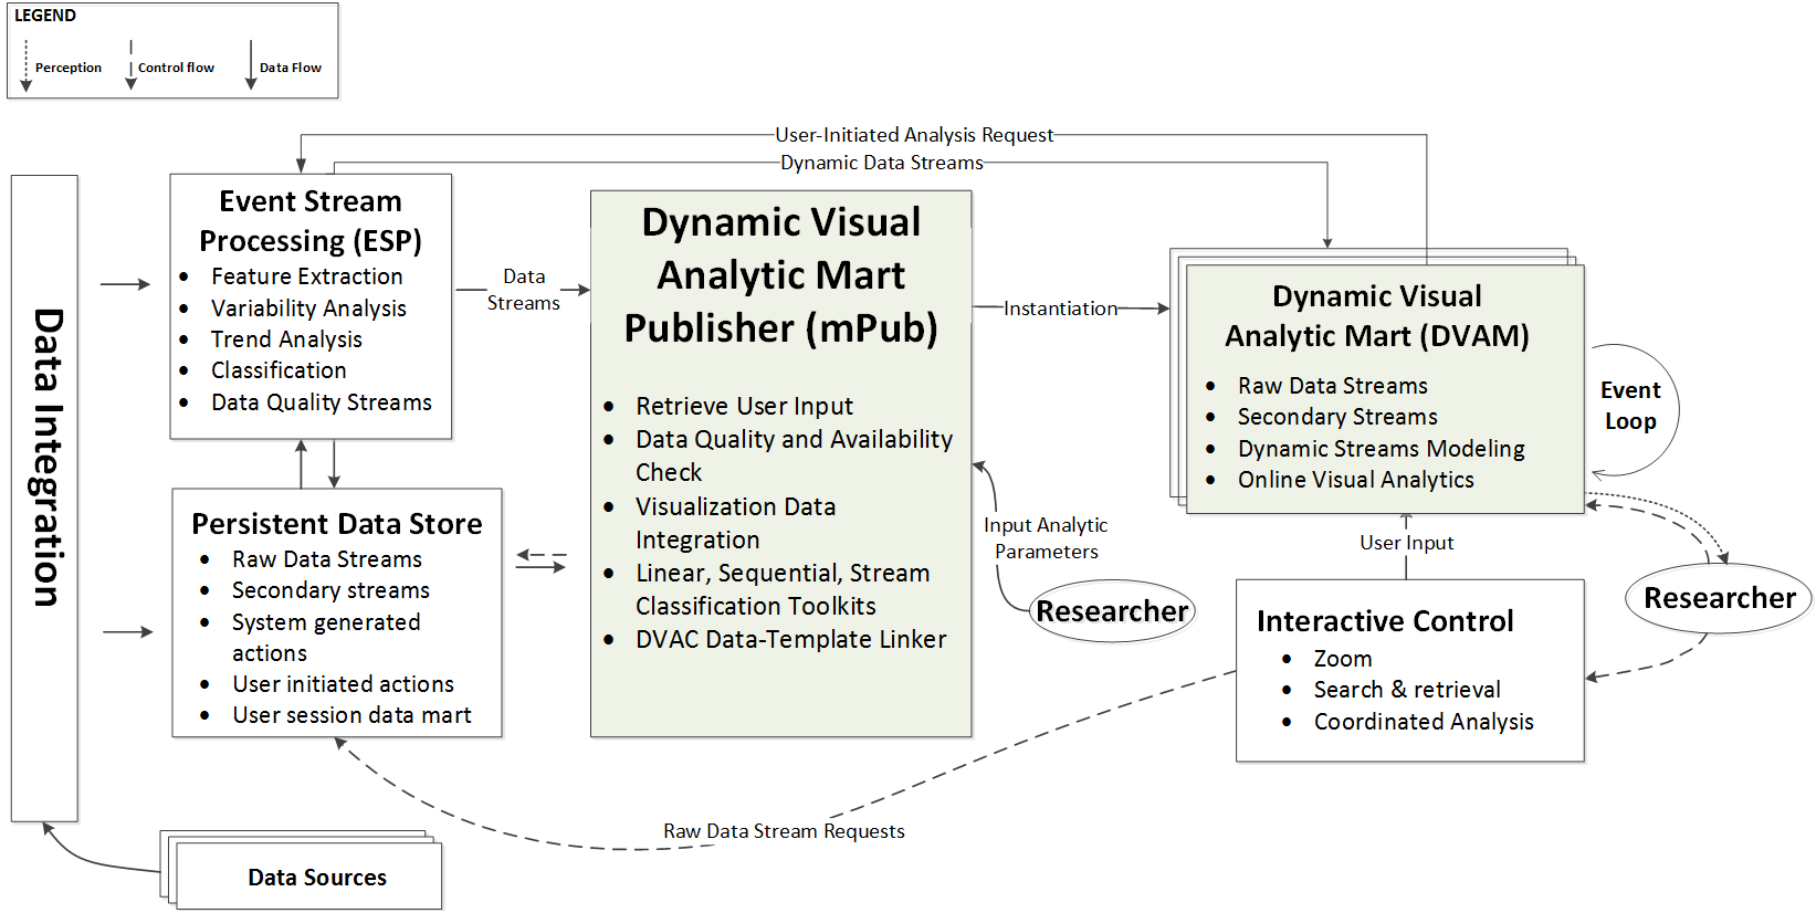 LEGEND
Perception
Control flow
Data Flow
User-Initiated Analysis Request
Dynamic Data Streams
Data Integration
Event Stream
Processing (ESP)
• Feature Extraction
• Variability Analysis
• Trend Analysis
• Classification
• Data Quality Streams
Data
Streams
Persistent Data Store
• Raw Data Streams
• Secondary streams
• System generated
actions
• User initiated actions
• User session data mart
Dynamic Visual
Analytic Mart
Publisher (mPub)
• Retrieve User Input
• Data Quality and Availability
Check
• Visualization Data
Integration
• Linear, Sequential, Stream
Classification Toolkits
• DVAC Data-Template Linker
Instantiation
Input Analytic
Parameters
Researcher
Dynamic Visual
Analytic Mart (DVAM)
• Raw Data Streams
• Secondary Streams
• Dynamic Streams Modeling
• Online Visual Analytics
Event
Loop
User Input
Researcher
Interactive Control
• Zoom
• Search & retrieval
• Coordinated Analysis
Raw Data Stream Requests
Data Sources